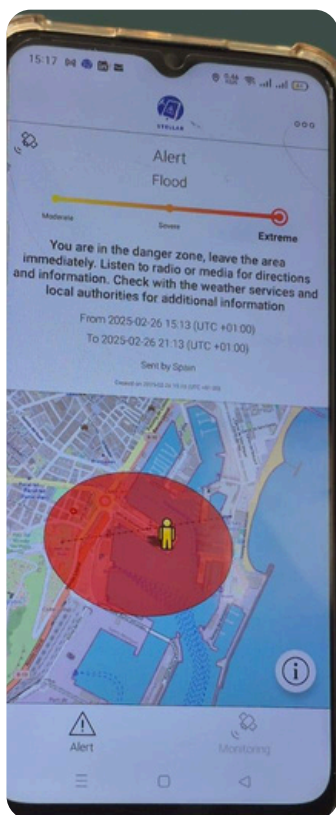 15:17
Alert
Flood
Moderate
Severe
Extreme
You are in the danger zone, leave the area
immediately. Listen to radio or media for directions
and information. Check with the weather services and
local authorities for additional information
From 2025-02-26 15:13 (UTC +01:00)
To 2025-02-26 21:13 (UTC +01:00)
Sent by Spain
Alert
Monitoring